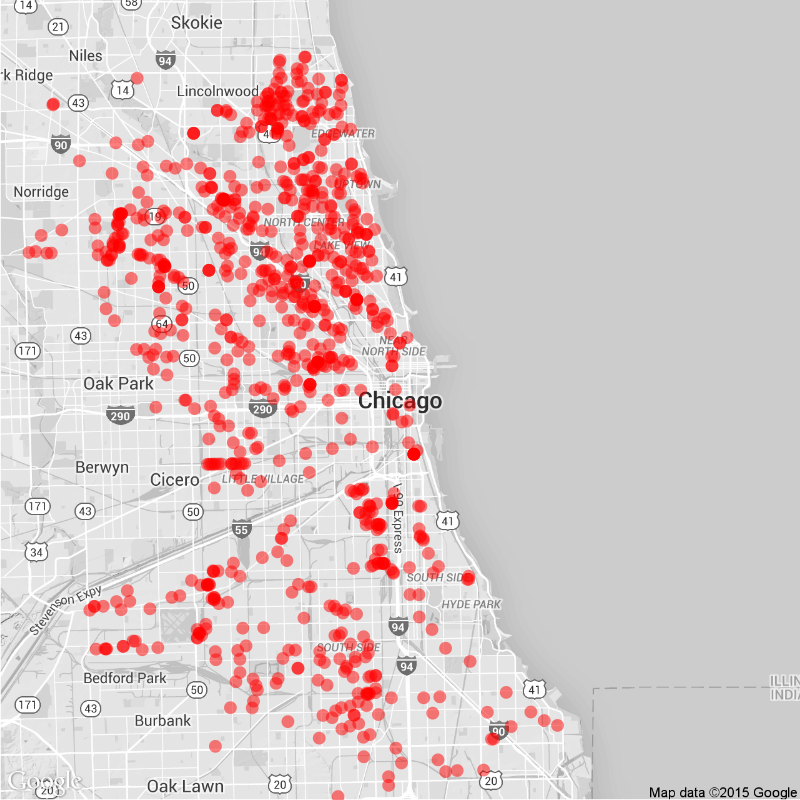 14
58
21
Skokie
Niles
94
rk Ridge
14
Lincolnwood
43
41
EDGEWATER
90
UPTOWN
Norridge
19
NORTH CENTER
94
LAKE VIEW
41
50
64
43
NEAR
NORTH SIDE
171
50
Oak Park
290
290
Chicago
Berwyn
Cicero
LITTLE VILLAGE
171
43
50
41
55
I-90 Express
34
SOUTH SIDE
Stevenson Expy
HYDE PARK
94
SOUTH SIDE
94
Bedford Park
ILLIN
INDIA
50
41
171
43
Burbank
90
Google
20
Oak Lawn
20
20
Map data ©2015 Google